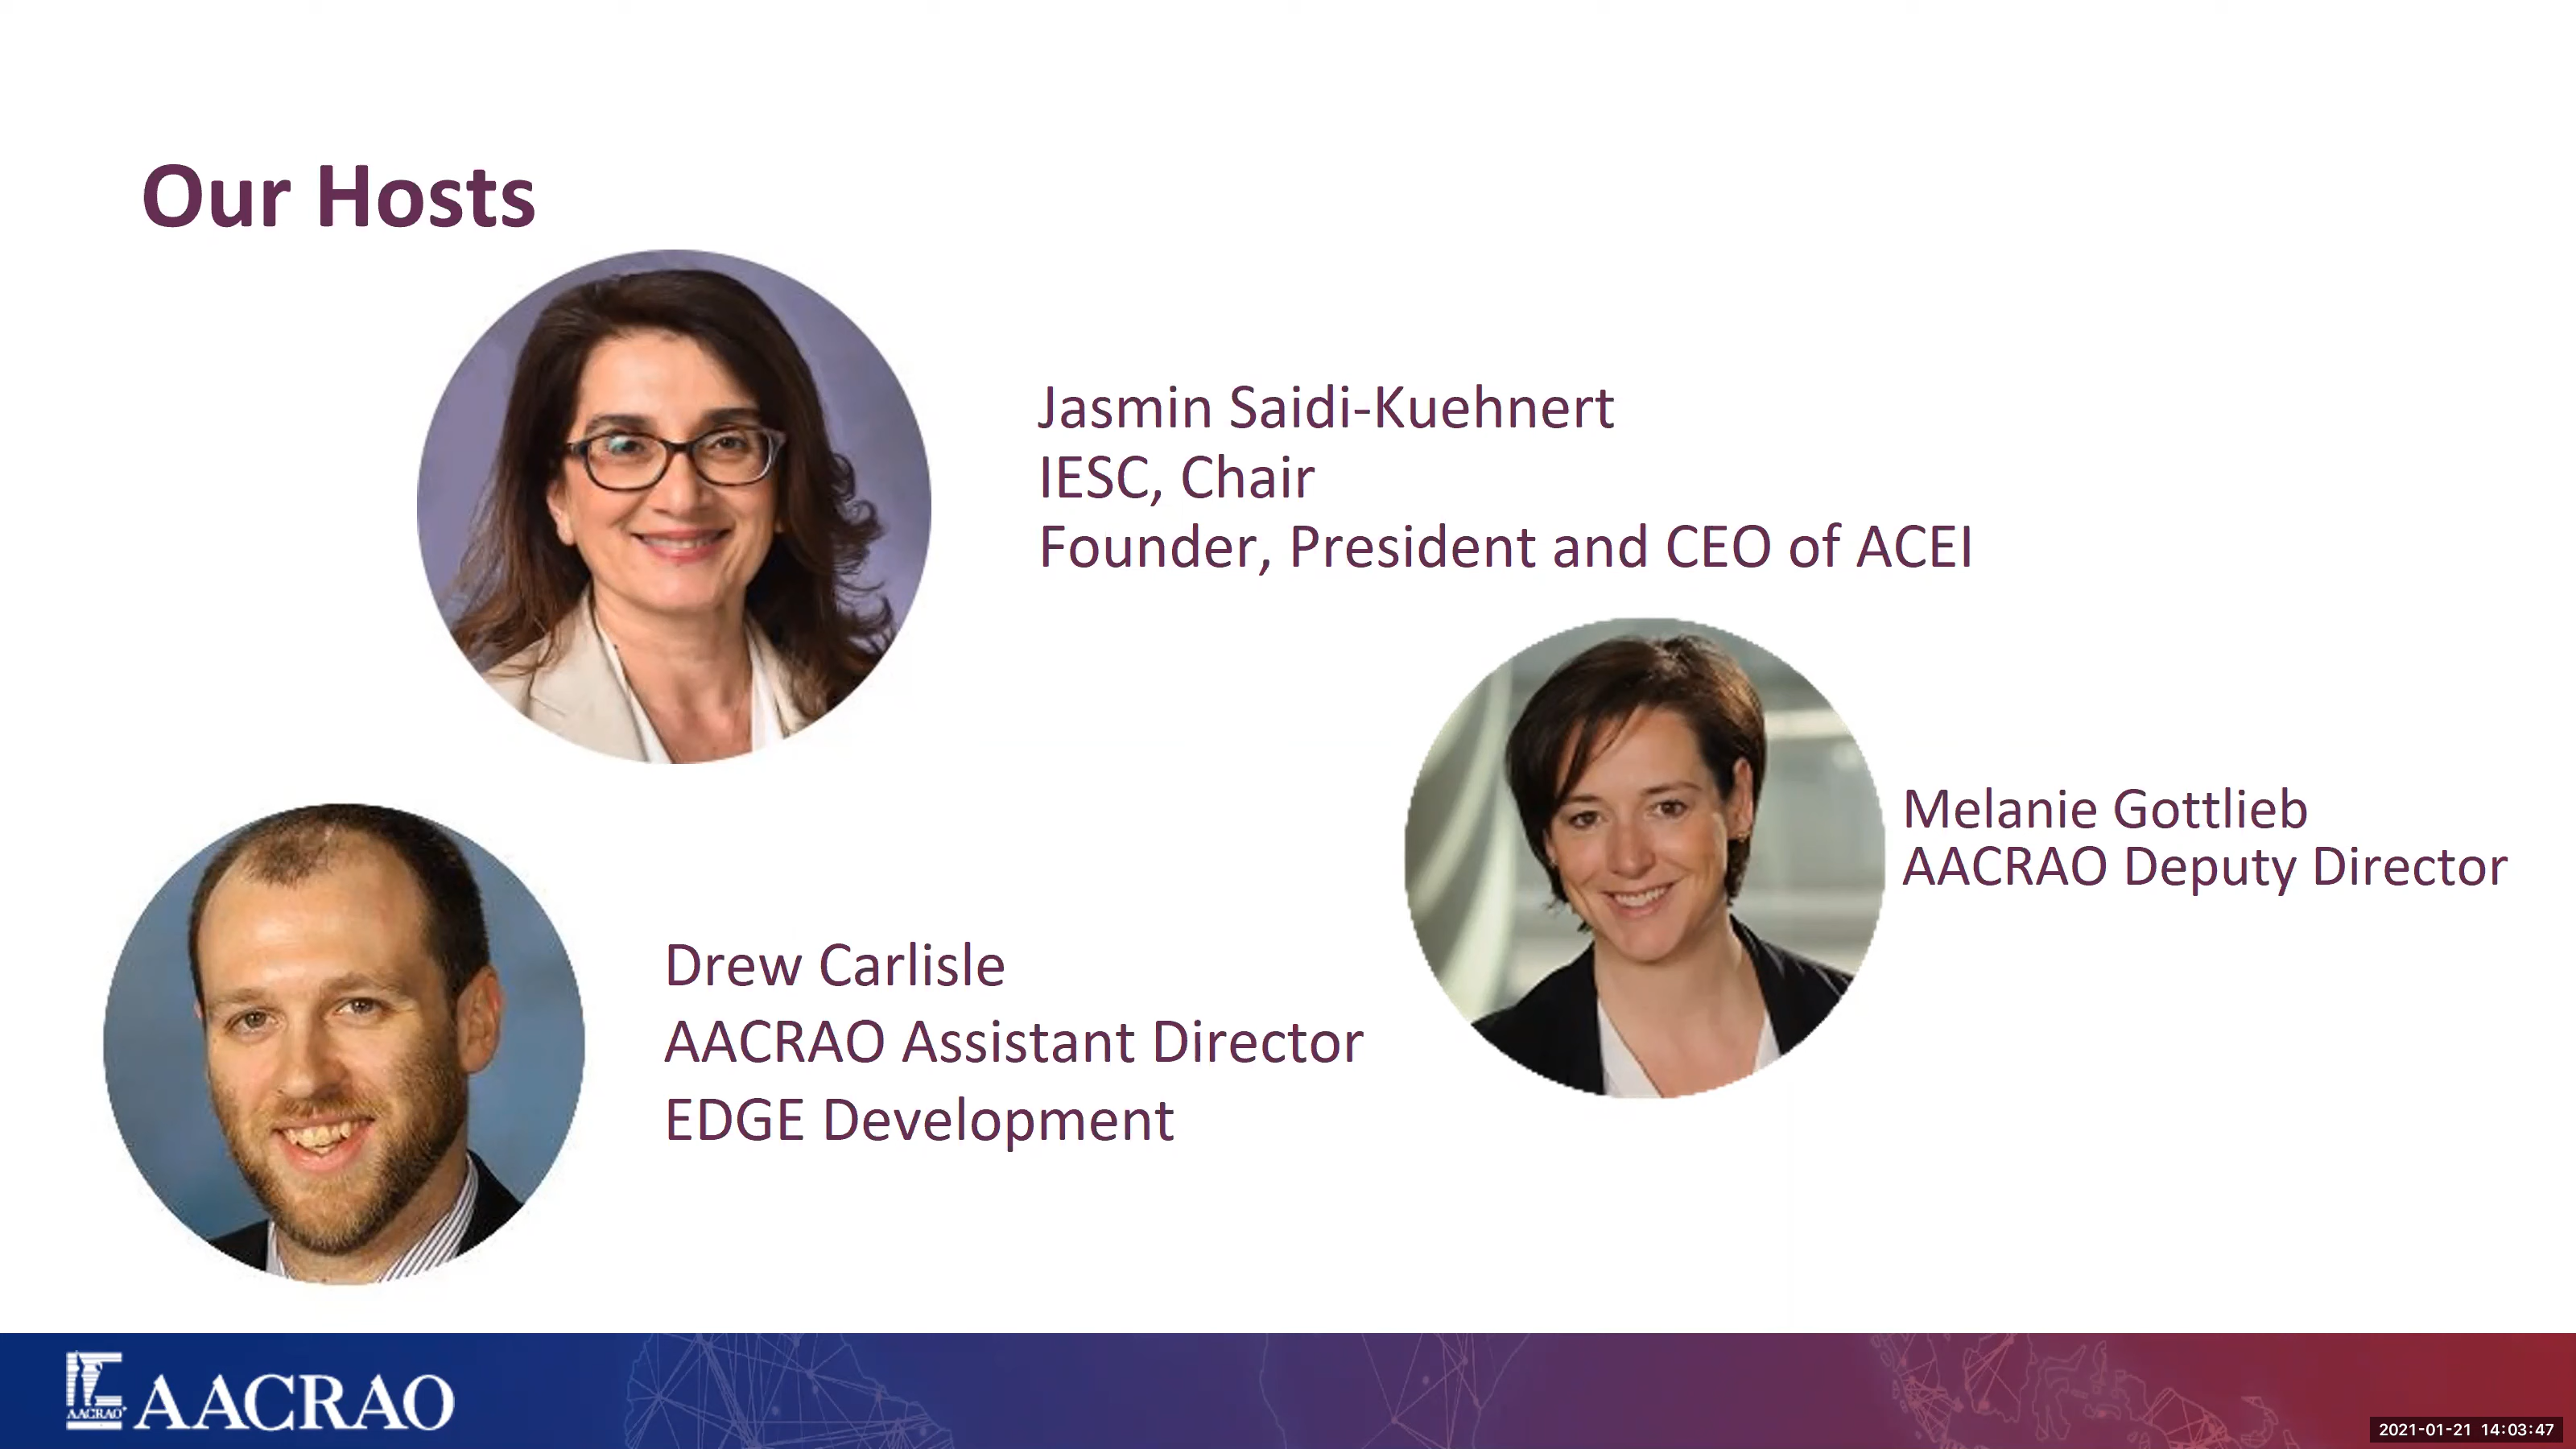 Our Hosts
Jasmin Saidi-Kuehnert
IESC, Chair
Founder, President and CEO of ACEI
Melanie Gottlieb
AACRAO Deputy Director
Drew Carlisle
AACRAO Assistant Director
EDGE Development
AACRAO
AACRAO
2021-01-21 14:03:47